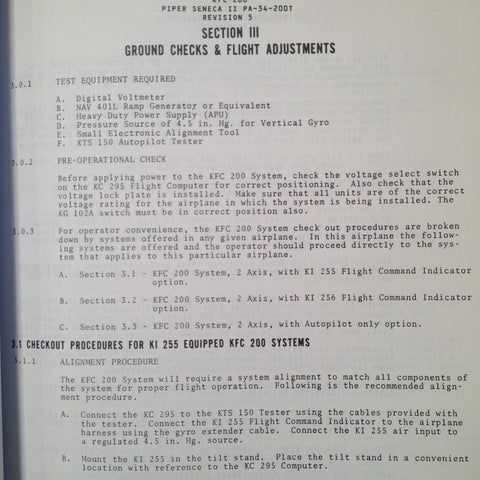 KFC 200
PIPER SENECA II PA-34-200T
REVISION 5
SECTION III
GROUND CHECKS & FLIGHT ADJUSTMENTS
3.0.1 TEST EQUIPMENT REQUIRED
A. Digital Voltmeter
B. NAV 401L Ramp Generator or Equivalent
C. Heavy Duty Power Supply (APU)
D. Pressure Source of 4.5 in. Hg. for Vertical Gyro
E. Small Electronic Alignment Tool
F. KTS 150 Autopilot Tester
3.0.2 PRE-OPERATIONAL CHECK
Before applying power to the KFC 200 System, check the voltage select switch
on the KC 295 Flight Computer for correct positioning. Also check that the
voltage lock plate is installed. Make sure that all units are of the correct
voltage rating for the airplane in which the system is being installed. The
KG 102A switch must be in correct position also.
3.0.3 For operator convenience, the KFC 200 System check out procedures are broken
down by systems offered in any given airplane. In this airplane the follow-
ing systems are offered and the operator should proceed directly to the sys-
tem that applies to this particular airplane.
A. Section 3.1 - KFC 200 System, 2 Axis, with KI 255 Flight Command Indicator
option.
B. Section 3.2 - KFC 200 System, 2 Axis, with KI 256 Flight Command Indicator
option.
C. Section 3.3 - KFC 200 System, 2 Axis, with Autopilot only option.
3.1 CHECKOUT PROCEDURES FOR KI 255 EQUIPPED KFC 200 SYSTEMS
3.1.1 ALIGNMENT PROCEDURE
The KFC 200 System will require a system alignment to match all components of
the system for proper flight operation. Following is the recommended align-
ment procedure.
A. Connect the KC 295 to the KTS 150 Tester using the cables provided with
the tester. Connect the KI 255 Flight Command Indicator to the airplane
harness using the gyro extender cable. Connect the KI 255 air input to
a regulated 4.5 in. Hg. source.
B. Mount the KI 255 in the tilt stand. Place the tilt stand in a convenient
location with reference to the KC 295 Computer.